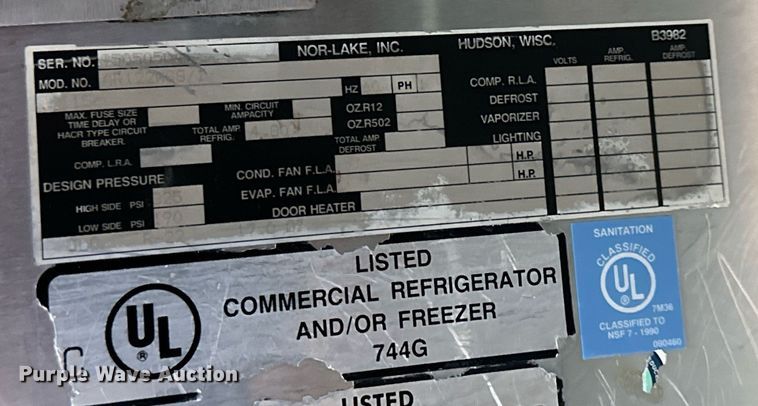 NOR-LAKE, INC. HUDSON, WISC. B3982
SER. NO.
MOD. NO.
HZ PH
VOLTS AMP. REFRIG. AMP. DEFROST
COMP. R.L.A.
DEFROST
VAPORIZER
LIGHTING
MAX. FUSE SIZE
TIME DELAY OR
HACR TYPE CIRCUIT
BREAKER.
MIN. CIRCUIT
AMPACITY
OZ.R12
OZ.R502
TOTAL AMP
REFRIG.
TOTAL AMP
DEFROST
COMP. L.R.A.
COND. FAN F.L.A. H.P.
EVAP. FAN F.L.A. H.P.
DOOR HEATER
DESIGN PRESSURE
HIGH SIDE PSI
LOW SIDE PSI
UL
LISTED
COMMERCIAL REFRIGERATOR
AND/OR FREEZER
744G
SANITATION
CLASSIFIED
UL
7M36
CLASSIFIED TO
NSF 7 - 1990
090460
LISTED
Purple Wave Auction